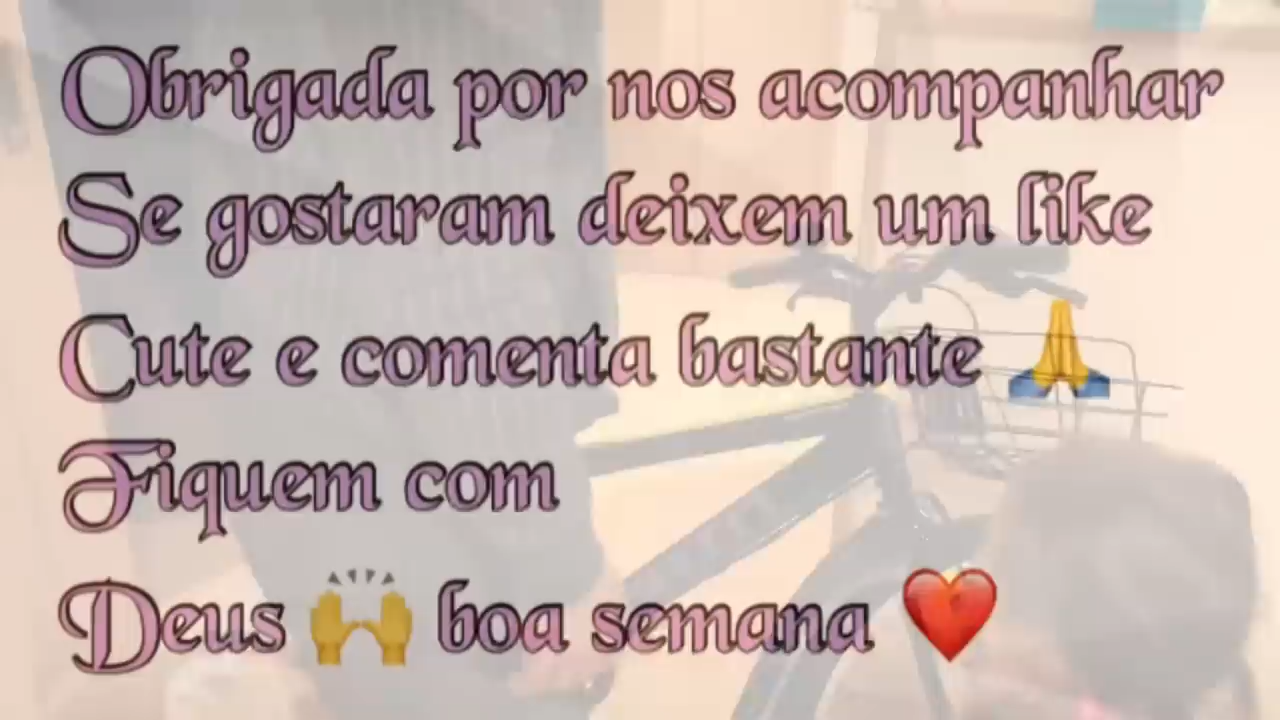 Obrigada por nos acompanhar
Se gostaram deixem um like
Cute e comenta bastante 🙏
Fiquem com
Deus 🙌 boa semana ❤️